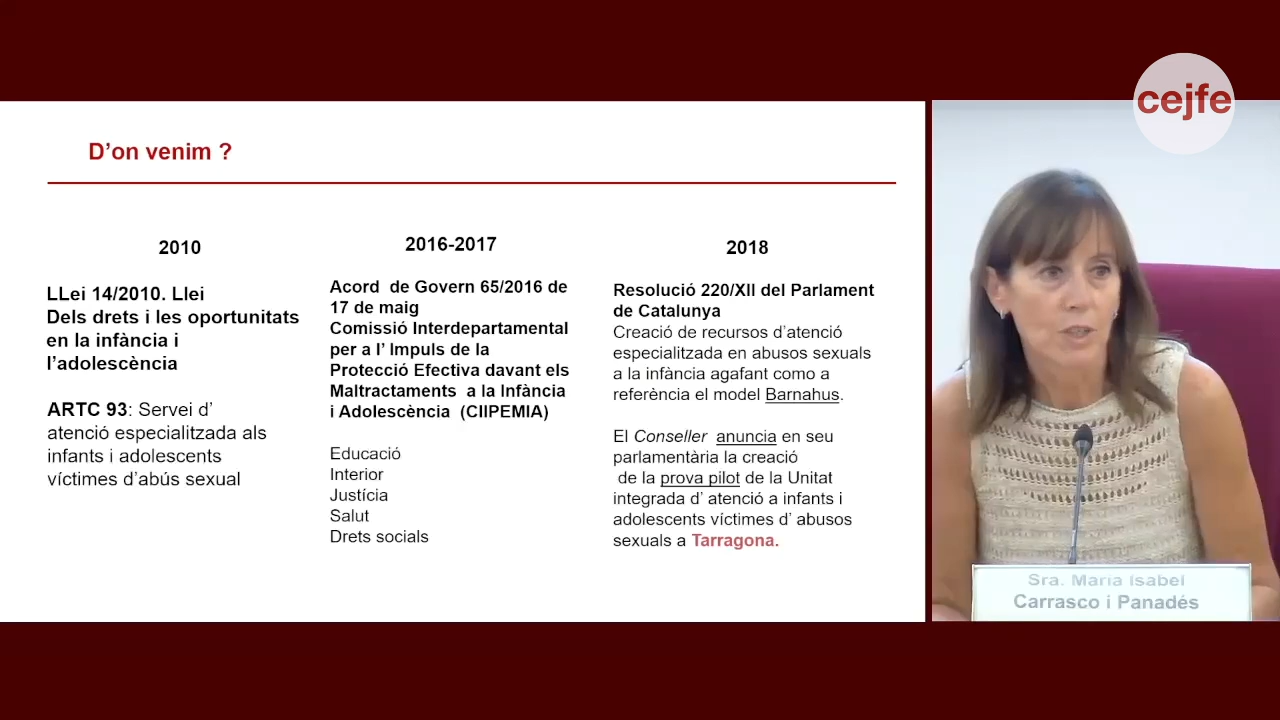 cejfe
D’on venim ?
2010
LLei 14/2010. Llei
Dels drets i les oportunitats
en la infància i
l’adolescència
ARTC 93: Servei d’
atenció especialitzada als
infants i adolescents
víctimes d’abús sexual
2016-2017
Acord de Govern 65/2016 de
17 de maig
Comissió Interdepartamental
per a l’ Impuls de la
Protecció Efectiva davant els
Maltractaments a la Infància
i Adolescència (CIIPEMIA)
Educació
Interior
Justícia
Salut
Drets socials
2018
Resolució 220/XII del Parlament
de Catalunya
Creació de recursos d’atenció
especialitzada en abusos sexuals
a la infància agafant como a
referència el model Barnahus.
El Conseller anuncia en seu
parlamentària la creació
de la prova pilot de la Unitat
integrada d’ atenció a infants i
adolescents víctimes d’ abusos
sexuals a Tarragona.
Sra. Maria Isabel
Carrasco i Panadés